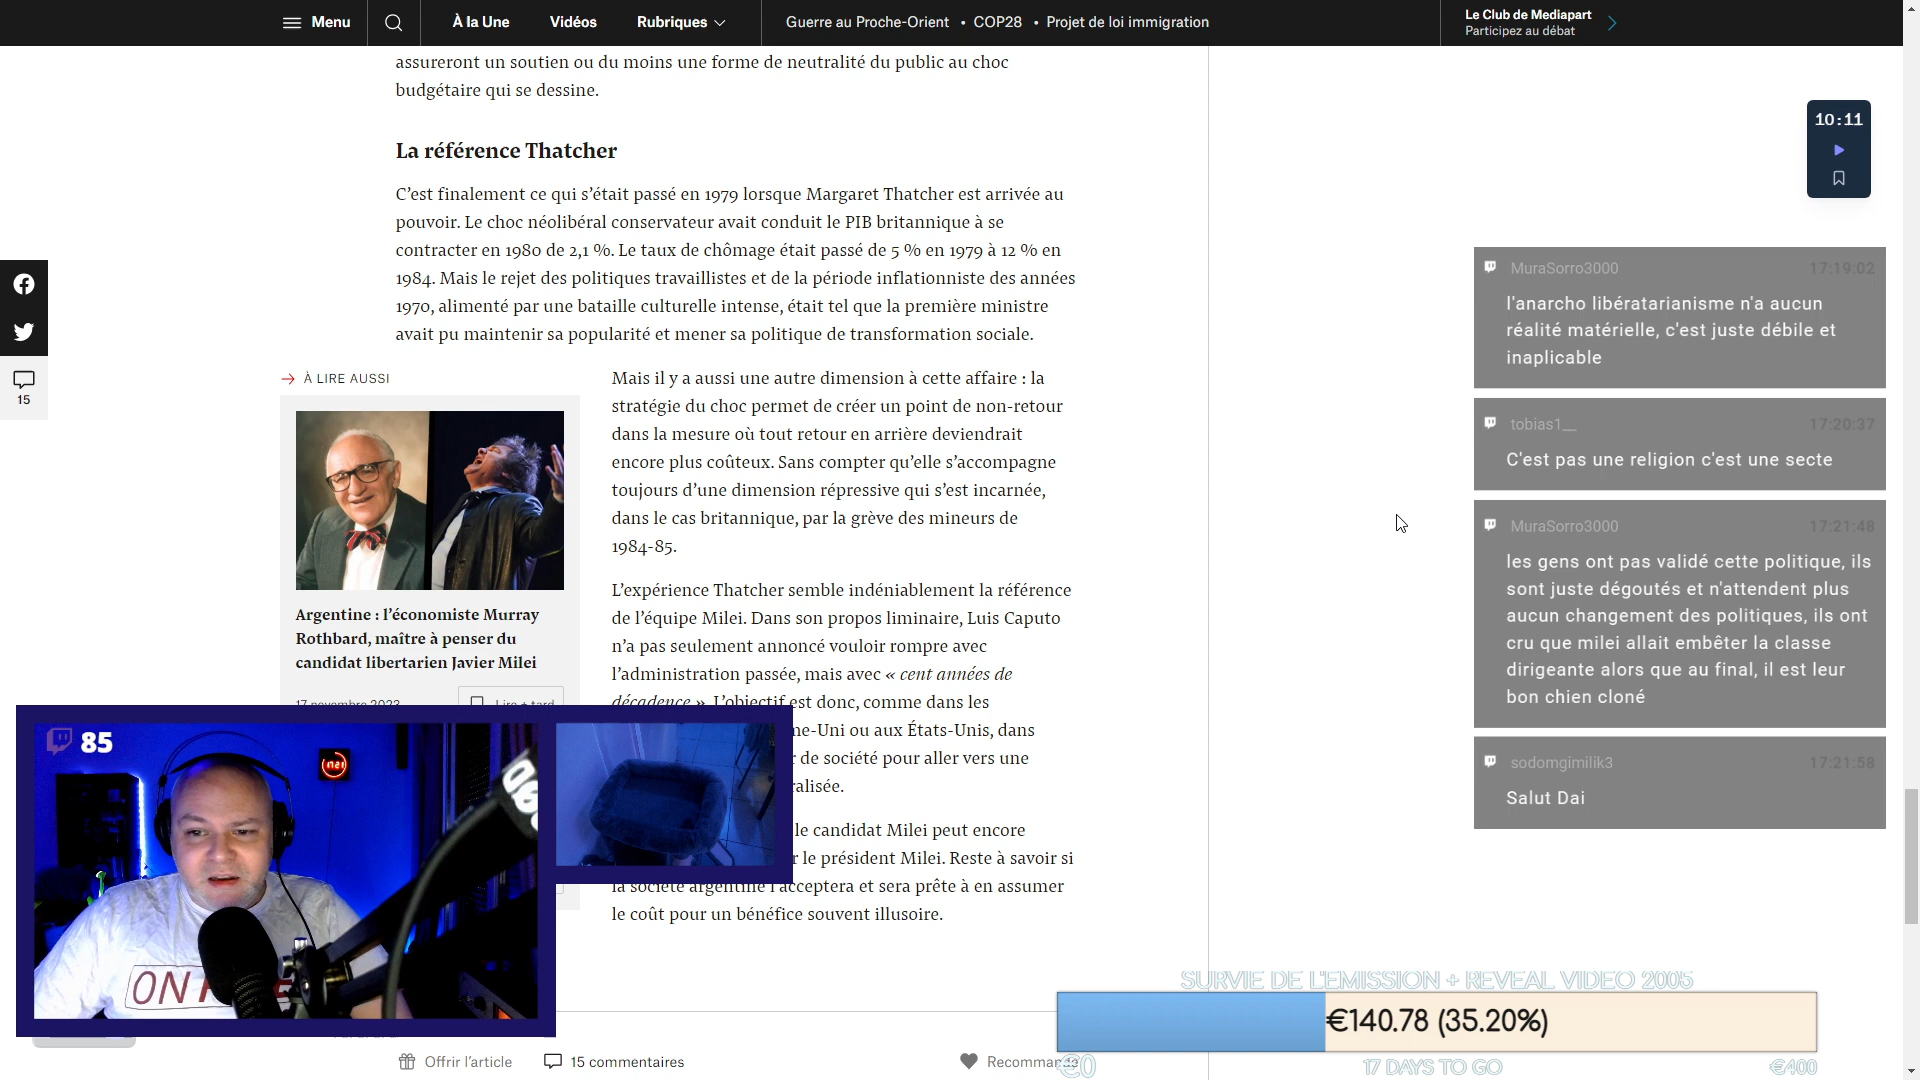 Menu
À la Une
Vidéos
Rubriques
Guerre au Proche-Orient • COP28 • Projet de loi immigration
Le Club de Mediapart
Participez au débat
assureront un soutien ou du moins une forme de neutralité du public au choc
budgétaire qui se dessine.
La référence Thatcher
C’est finalement ce qui s’était passé en 1979 lorsque Margaret Thatcher est arrivée au
pouvoir. Le choc néolibéral conservateur avait conduit le PIB britannique à se
contracter en 1980 de 2,1 %. Le taux de chômage était passé de 5 % en 1979 à 12 % en
1984. Mais le rejet des politiques travaillistes et de la période inflationniste des années
1970, alimenté par une bataille culturelle intense, était tel que la première ministre
avait pu maintenir sa popularité et mener sa politique de transformation sociale.
15
À LIRE AUSSI
Argentine : l’économiste Murray
Rothbard, maître à penser du
candidat libertarien Javier Milei
17 novembre 2023
Lire + tard
Mais il y a aussi une autre dimension à cette affaire : la
stratégie du choc permet de créer un point de non-retour
dans la mesure où tout retour en arrière deviendrait
encore plus coûteux. Sans compter qu’elle s’accompagne
toujours d’une dimension répressive qui s’est incarnée,
dans le cas britannique, par la grève des mineurs de
1984-85.
L’expérience Thatcher semble indéniablement la référence
de l’équipe Milei. Dans son propos liminaire, Luis Caputo
n’a pas seulement annoncé vouloir rompre avec
l’administration passée, mais avec « cent années de
décadence ». L’objectif est donc, comme dans les
ne-Uni ou aux États-Unis, dans
r de société pour aller vers une
ralisée.
le candidat Milei peut encore
r le président Milei. Reste à savoir si
la société argentine l’acceptera et sera prête à en assumer
le coût pour un bénéfice souvent illusoire.
85
ON
Offrir l’article
15 commentaires
Recommander
10:11
MuraSorro3000 17:19:02
l'anarcho libératarianisme n'a aucun
réalité matérielle, c'est juste débile et
inaplicable
tobias1__ 17:20:37
C'est pas une religion c'est une secte
MuraSorro3000 17:21:48
les gens ont pas validé cette politique, ils
sont juste dégoutés et n'attendent plus
aucun changement des politiques, ils ont
cru que milei allait embêter la classe
dirigeante alors que au final, il est leur
bon chien cloné
sodomgimilik3 17:21:58
Salut Dai
SURVIE DE L'EMISSION + REVEAL VIDEO 2005
€140.78 (35.20%)
€0
17 DAYS TO GO
€400